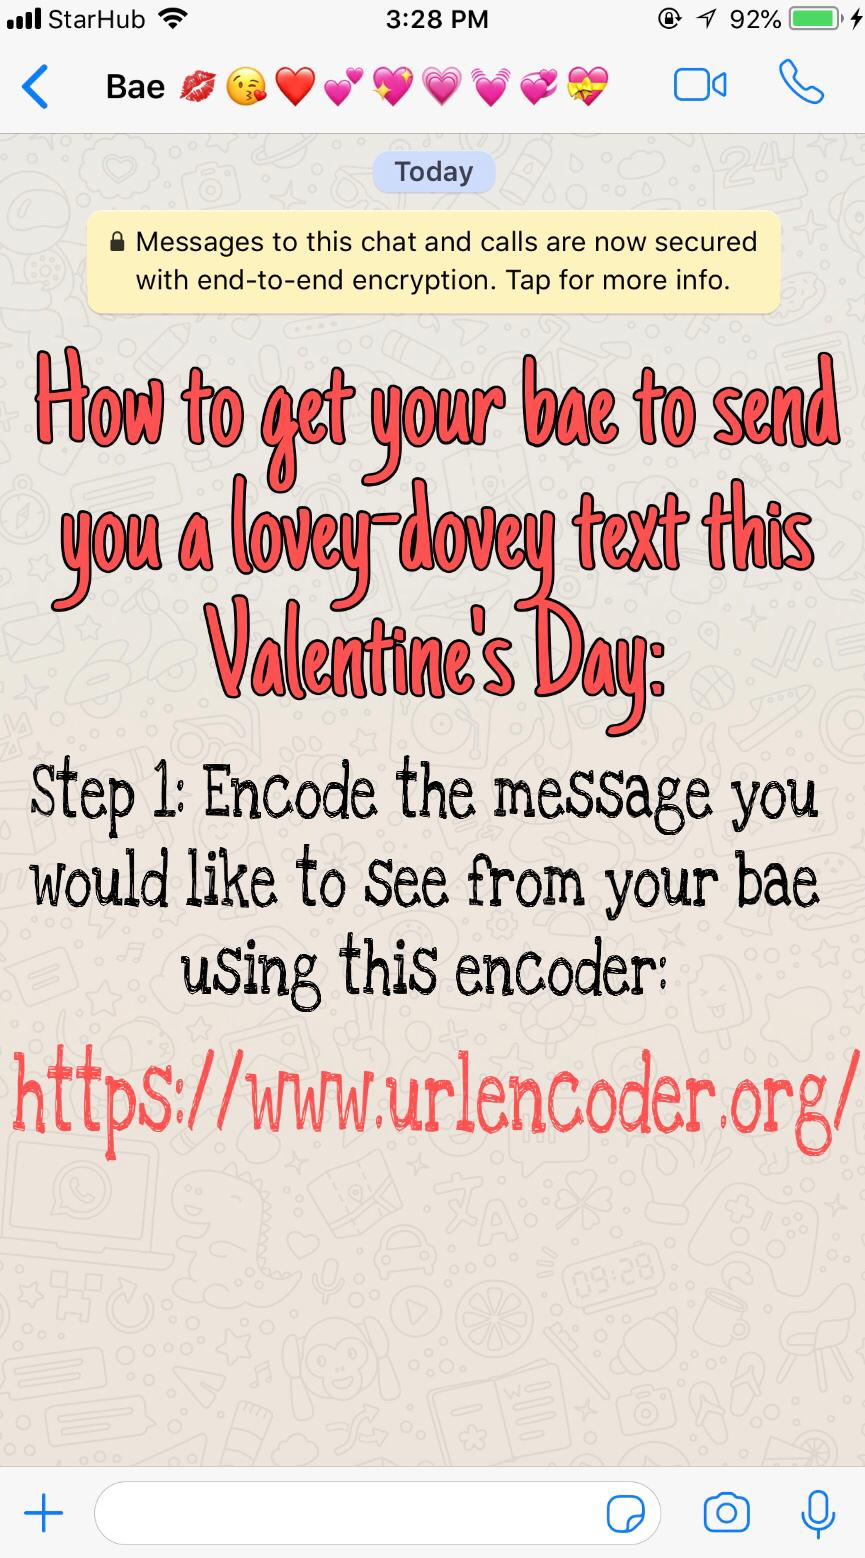 StarHub 3:28 PM 92%
Bae 💋😘❤️💕💖💗💓💞💝
Today
🔒 Messages to this chat and calls are now secured
with end-to-end encryption. Tap for more info.
How to get your bae to send
you a lovey-dovey text this
Valentine's Day:
Step 1: Encode the message you
would like to see from your bae
using this encoder:
https://www.urlencoder.org/